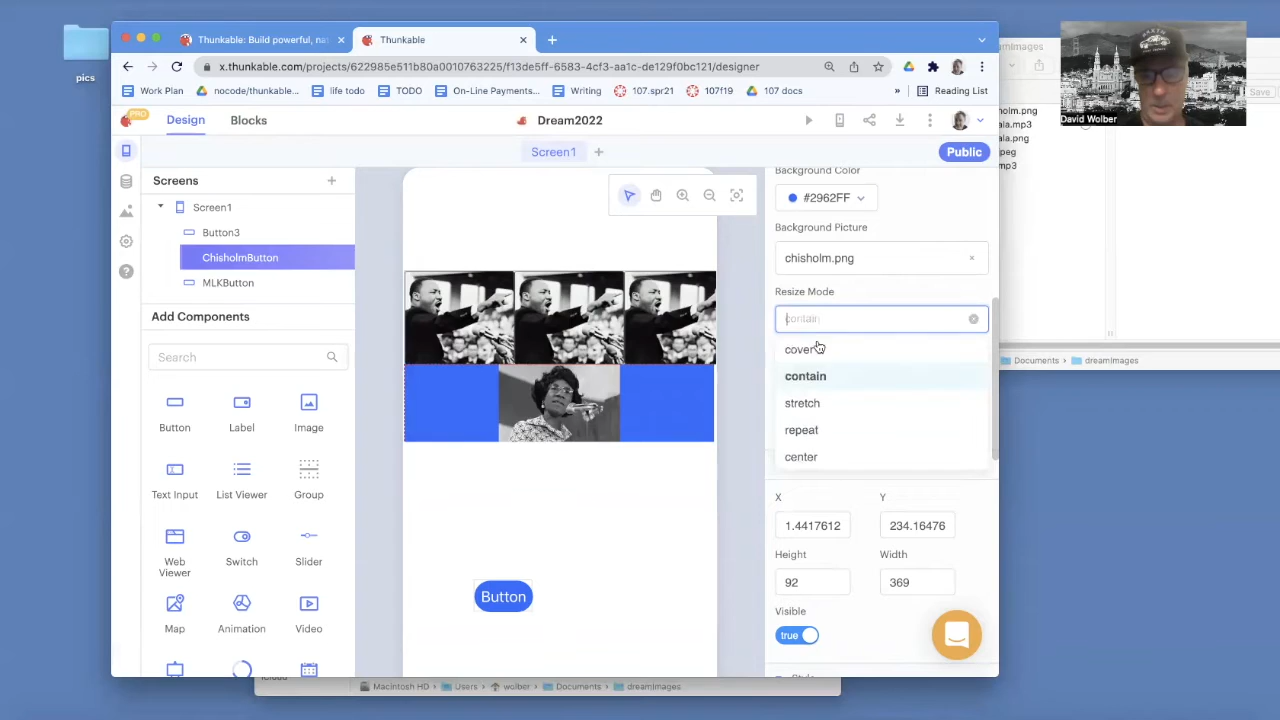 pics
Thunkable: Build powerful, na
Thunkable
x.thunkable.com/projects/622985e511b80a0010763225/f13de5ff-6583-4cf3-aa1c-de129f0bc121/designer
Work Plan
nocode/thunkable...
life todo
TODO
On-Line Payments...
Writing
107.spr21
107f19
107 docs
»
Reading List
PRO
Design
Blocks
Dream2022
Screen1
Public
Screens
Screen1
Button3
ChisholmButton
MLKButton
Add Components
Search
Button
Label
Image
Text Input
List Viewer
Group
Web
Viewer
Switch
Slider
Map
Animation
Video
Button
Background Color
#2962FF
Background Picture
chisholm.png
Resize Mode
contain
cover
contain
stretch
repeat
center
X
Y
1.4417612
234.16476
Height
Width
92
369
Visible
true
Style
David Wolber
Save
Documents
dreamImages
Macintosh HD
Users
wolber
Documents
dreamImages